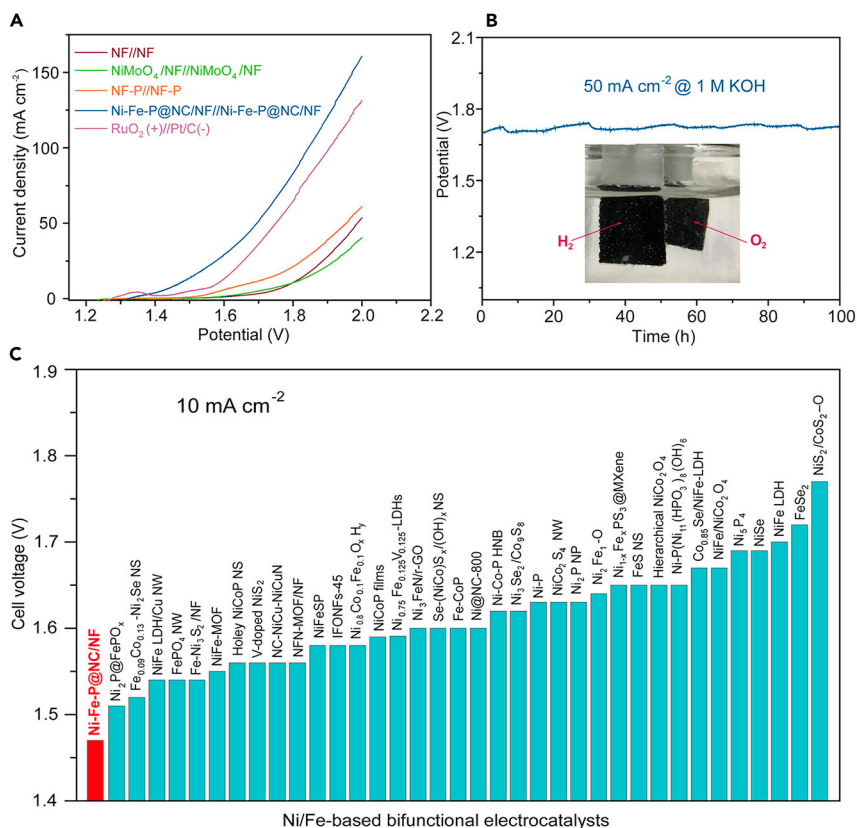 A
NF//NF
NiMoO4/NF//NiMoO4/NF
NF-P//NF-P
Ni-Fe-P@NC/NF//Ni-Fe-P@NC/NF
RuO2 (+)//Pt/C(-)
Current density (mA cm-2)
150
100
50
0
1.2 1.4 1.6 1.8 2.0 2.2
Potential (V)
B
50 mA cm-2 @ 1 M KOH
Potential (V)
2.1
1.8
1.5
1.2
H2
O2
0 20 40 60 80 100
Time (h)
C
10 mA cm-2
Cell voltage (V)
1.9
1.8
1.7
1.6
1.5
1.4
Ni-Fe-P@NC/NF
Ni2P@FePOx
Fe0.09Co0.13-Ni2Se NS
NiFe LDH/Cu NW
FePO4 NW
Fe-Ni3S2/NF
NiFe-MOF
Holey NiCoP NS
V-doped NiS2
NC-NiCu-NiCuN
NFN-MOF/NF
NiFeSP
IFONFs-45
Ni0.8Co0.1Fe0.1OxHy
NiCoP films
Ni0.75Fe0.125V0.125-LDHs
Ni3FeN/r-GO
Se-(NiCo)Sx/(OH)x NS
Fe-CoP
Ni@NC-800
Ni-Co-P HNB
Ni3Se2/Co9S8
Ni-P
NiCo2S4 NW
Ni2P NP
Ni2Fe1-O
Ni1-xFexPS3@MXene
FeS NS
Hierarchical NiCo2O4
Ni-P(Ni11(HPO3)8(OH)6
Co0.85Se/NiFe-LDH
NiFe/NiCo2O4
Ni5P4
NiSe
NiFe LDH
FeSe2
NiS2/CoS2-O
Ni/Fe-based bifunctional electrocatalysts